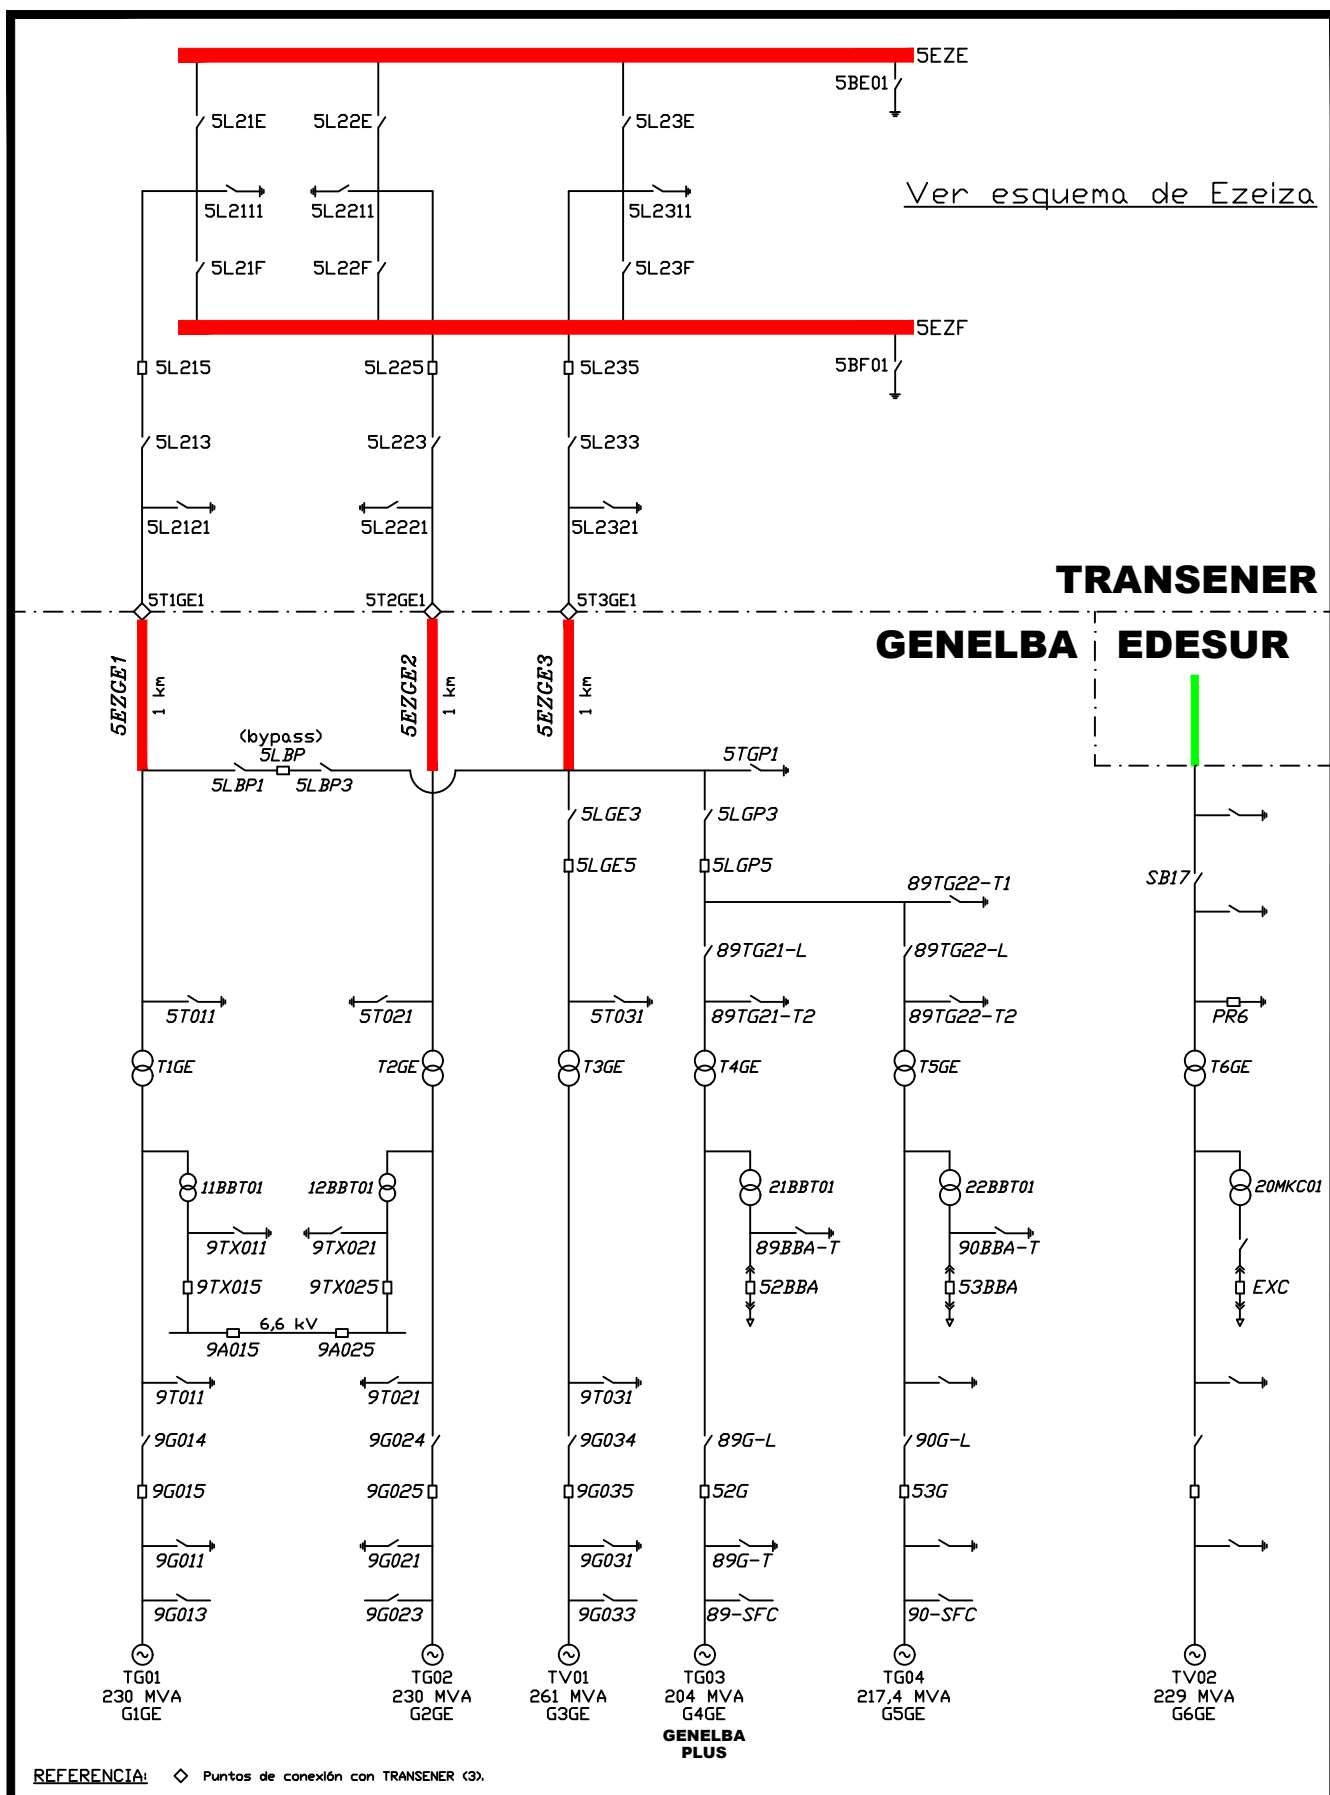 5EZE
5BE01
5L21E
5L22E
5L23E
Ver esquema de Ezeiza
5L2111
5L2211
5L2311
5L21F
5L22F
5L23F
5EZF
5BF01
5L215
5L225
5L235
5L213
5L223
5L233
5L2121
5L2221
5L2321
TRANSENER
5T1GE1
5T2GE1
5T3GE1
GENELBA
EDESUR
5EZGE1
1 km
5EZGE2
1 km
5EZGE3
1 km
(bypass)
5LBP
5LBP1
5LBP3
5TGP1
5LGE3
5LGP3
5LGE5
5LGP5
89TG22-T1
SB17
89TG21-L
89TG22-L
5T011
5T021
5T031
89TG21-T2
89TG22-T2
PR6
T1GE
T2GE
T3GE
T4GE
T5GE
T6GE
11BBT01
12BBT01
21BBT01
22BBT01
20MKC01
9TX011
9TX021
89BBA-T
90BBA-T
9TX015
9TX025
52BBA
53BBA
EXC
6,6 kV
9A015
9A025
9T011
9T021
9T031
9G014
9G024
9G034
89G-L
90G-L
9G015
9G025
9G035
52G
53G
9G011
9G021
9G031
89G-T
9G013
9G023
9G033
89-SFC
90-SFC
TG01
230 MVA
G1GE
TG02
230 MVA
G2GE
TV01
261 MVA
G3GE
TG03
204 MVA
G4GE
GENELBA
PLUS
TG04
217,4 MVA
G5GE
TV02
229 MVA
G6GE
REFERENCIA: Puntos de conexión con TRANSENER (3).